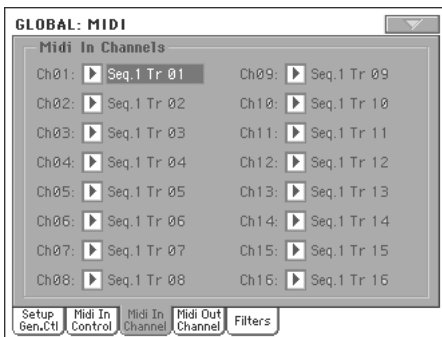 GLOBAL: MIDI
Midi In Channels
Ch01: Seq.1 Tr 01
Ch02: Seq.1 Tr 02
Ch03: Seq.1 Tr 03
Ch04: Seq.1 Tr 04
Ch05: Seq.1 Tr 05
Ch06: Seq.1 Tr 06
Ch07: Seq.1 Tr 07
Ch08: Seq.1 Tr 08
Ch09: Seq.1 Tr 09
Ch10: Seq.1 Tr 10
Ch11: Seq.1 Tr 11
Ch12: Seq.1 Tr 12
Ch13: Seq.1 Tr 13
Ch14: Seq.1 Tr 14
Ch15: Seq.1 Tr 15
Ch16: Seq.1 Tr 16
Setup
Gen.Ctl
Midi In
Control
Midi In
Channel
Midi Out
Channel
Filters